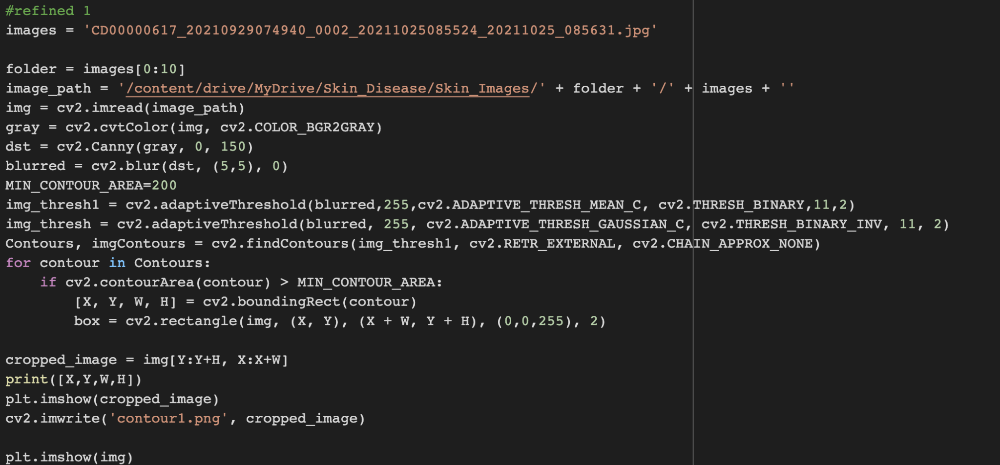 #refined 1
images = 'CD00000617_20210929074940_0002_20211025085524_20211025_085631.jpg'
folder = images[0:10]
image_path = '/content/drive/MyDrive/Skin_Disease/Skin_Images/' + folder + '/' + images + ''
img = cv2.imread(image_path)
gray = cv2.cvtColor(img, cv2.COLOR_BGR2GRAY)
dst = cv2.Canny(gray, 0, 150)
blurred = cv2.blur(dst, (5,5), 0)
MIN_CONTOUR_AREA=200
img_thresh1 = cv2.adaptiveThreshold(blurred,255,cv2.ADAPTIVE_THRESH_MEAN_C, cv2.THRESH_BINARY,11,2)
img_thresh = cv2.adaptiveThreshold(blurred, 255, cv2.ADAPTIVE_THRESH_GAUSSIAN_C, cv2.THRESH_BINARY_INV, 11, 2)
Contours, imgContours = cv2.findContours(img_thresh1, cv2.RETR_EXTERNAL, cv2.CHAIN_APPROX_NONE)
for contour in Contours:
    if cv2.contourArea(contour) > MIN_CONTOUR_AREA:
        [X, Y, W, H] = cv2.boundingRect(contour)
        box = cv2.rectangle(img, (X, Y), (X + W, Y + H), (0,0,255), 2)
cropped_image = img[Y:Y+H, X:X+W]
print([X,Y,W,H])
plt.imshow(cropped_image)
cv2.imwrite('contour1.png', cropped_image)
plt.imshow(img)